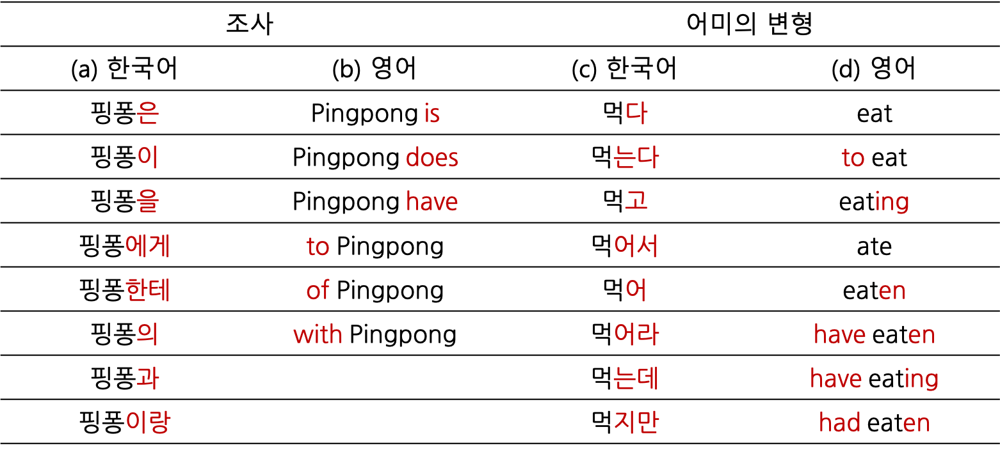 조사 어미의 변형
(a) 한국어 (b) 영어 (c) 한국어 (d) 영어
핑퐁은 Pingpong is 먹다 eat
핑퐁이 Pingpong does 먹는다 to eat
핑퐁을 Pingpong have 먹고 eating
핑퐁에게 to Pingpong 먹어서 ate
핑퐁한테 of Pingpong 먹어 eaten
핑퐁의 with Pingpong 먹어라 have eaten
핑퐁과 먹는데 have eating
핑퐁이랑 먹지만 had eaten